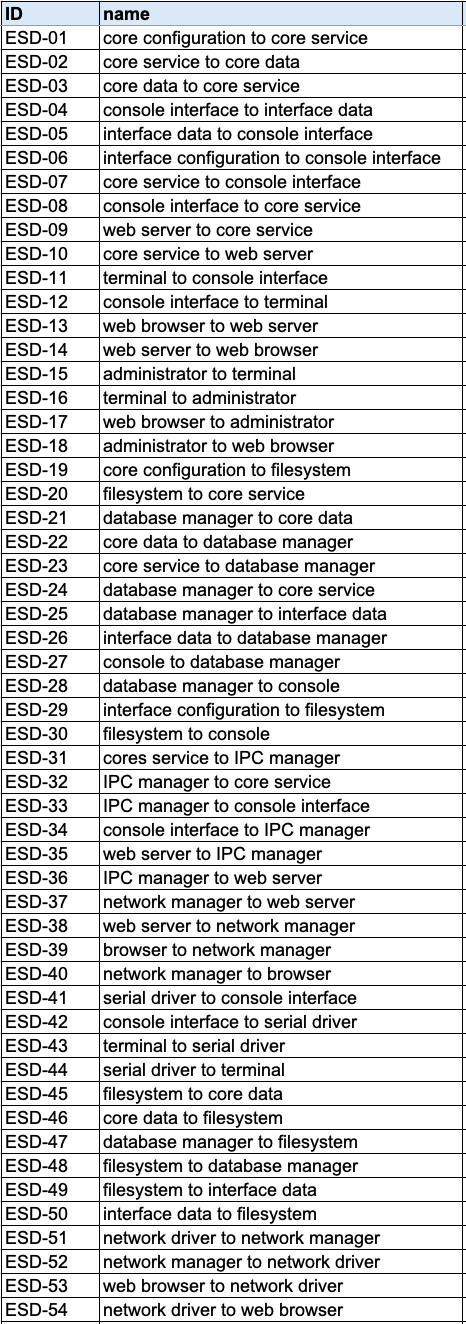 ID name
ESD-01 core configuration to core service
ESD-02 core service to core data
ESD-03 core data to core service
ESD-04 console interface to interface data
ESD-05 interface data to console interface
ESD-06 interface configuration to console interface
ESD-07 core service to console interface
ESD-08 console interface to core service
ESD-09 web server to core service
ESD-10 core service to web server
ESD-11 terminal to console interface
ESD-12 console interface to terminal
ESD-13 web browser to web server
ESD-14 web server to web browser
ESD-15 administrator to terminal
ESD-16 terminal to administrator
ESD-17 web browser to administrator
ESD-18 administrator to web browser
ESD-19 core configuration to filesystem
ESD-20 filesystem to core service
ESD-21 database manager to core data
ESD-22 core data to database manager
ESD-23 core service to database manager
ESD-24 database manager to core service
ESD-25 database manager to interface data
ESD-26 interface data to database manager
ESD-27 console to database manager
ESD-28 database manager to console
ESD-29 interface configuration to filesystem
ESD-30 filesystem to console
ESD-31 cores service to IPC manager
ESD-32 IPC manager to core service
ESD-33 IPC manager to console interface
ESD-34 console interface to IPC manager
ESD-35 web server to IPC manager
ESD-36 IPC manager to web server
ESD-37 network manager to web server
ESD-38 web server to network manager
ESD-39 browser to network manager
ESD-40 network manager to browser
ESD-41 serial driver to console interface
ESD-42 console interface to serial driver
ESD-43 terminal to serial driver
ESD-44 serial driver to terminal
ESD-45 filesystem to core data
ESD-46 core data to filesystem
ESD-47 database manager to filesystem
ESD-48 filesystem to database manager
ESD-49 filesystem to interface data
ESD-50 interface data to filesystem
ESD-51 network driver to network manager
ESD-52 network manager to network driver
ESD-53 web browser to network driver
ESD-54 network driver to web browser